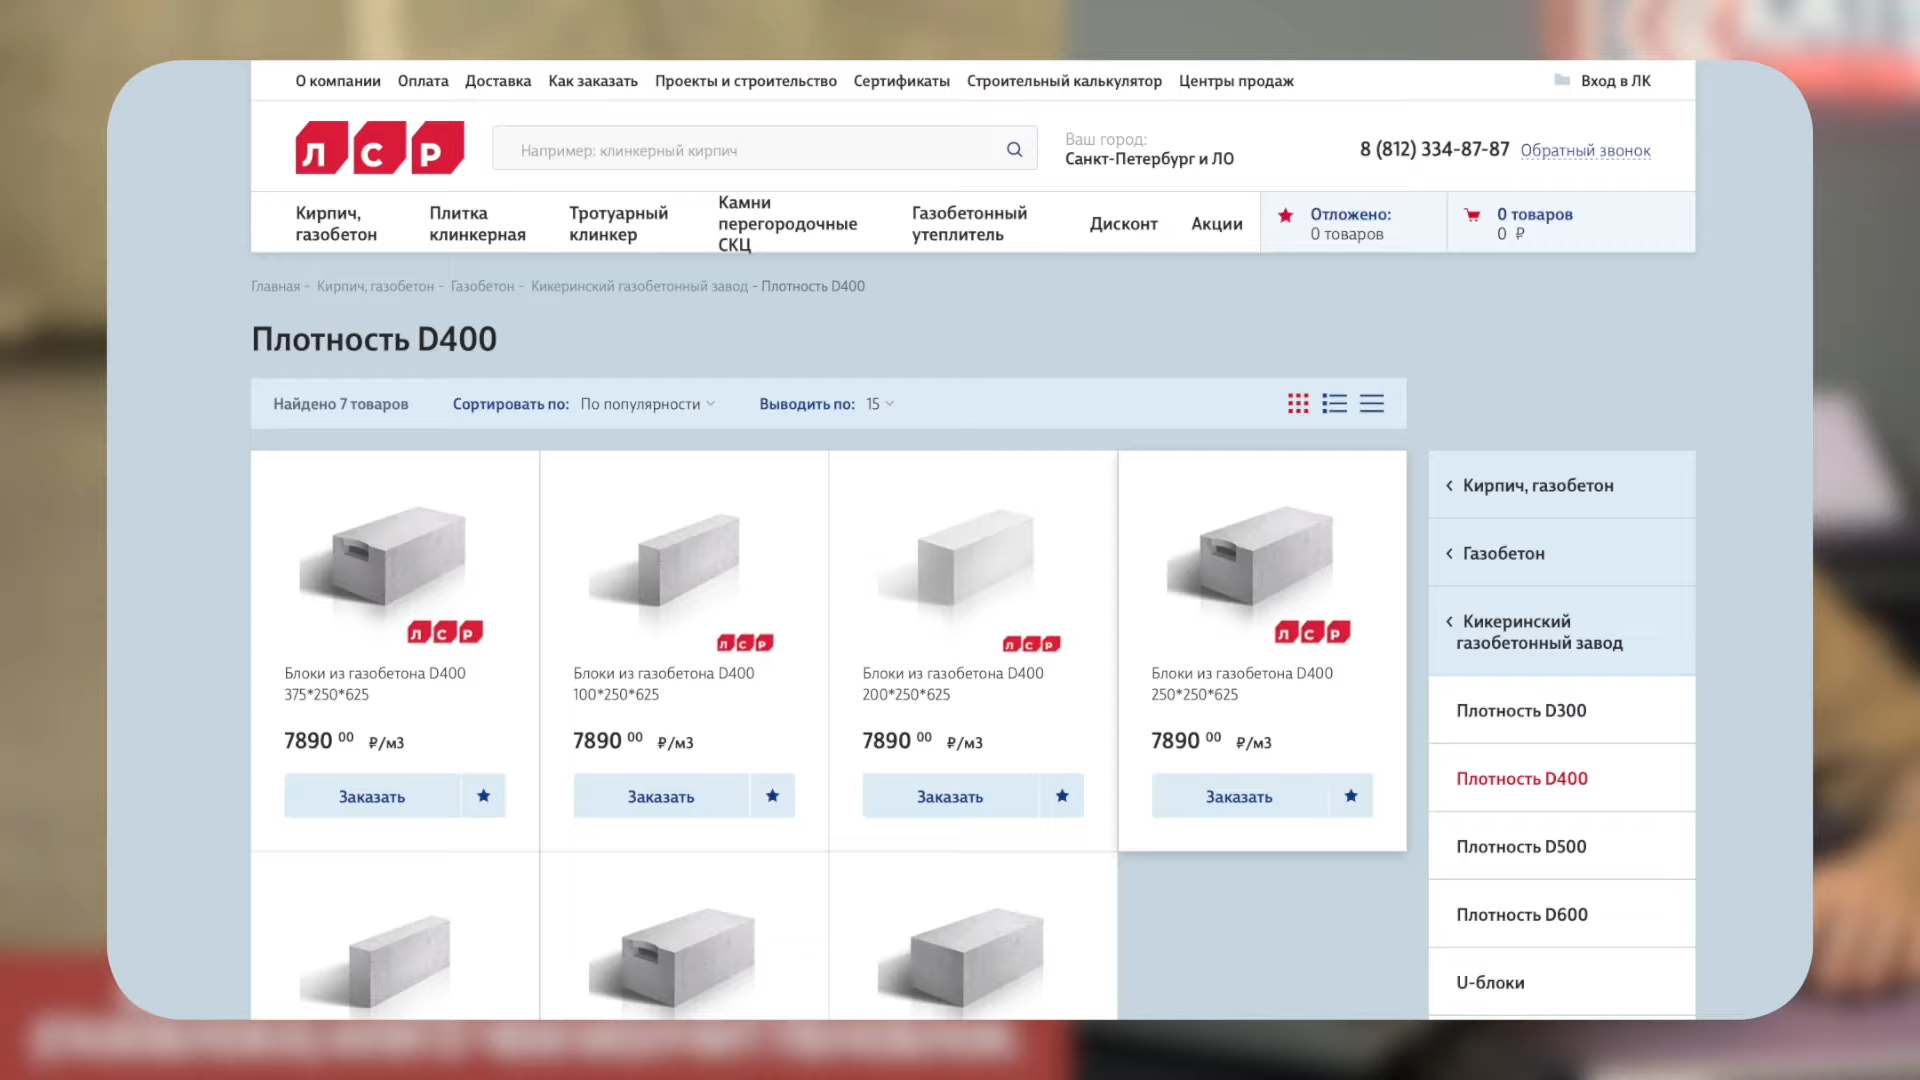 О компании Оплата Доставка Как заказать Проекты и строительство Сертификаты Строительный калькулятор Центры продаж Вход в ЛК
ЛСР
Например: клинкерный кирпич
Ваш город:
Санкт-Петербург и ЛО
8 (812) 334-87-87 Обратный звонок
Кирпич,
газобетон
Плитка
клинкерная
Тротуарный
клинкер
Камни
перегородочные
СКЦ
Газобетонный
утеплитель
Дисконт
Акции
Отложено:
0 товаров
0 товаров
0 ₽
Главная - Кирпич, газобетон - Газобетон - Кикеринский газобетонный завод - Плотность D400
Плотность D400
Найдено 7 товаров Сортировать по: По популярности Выводить по: 15
ЛСР
Блоки из газобетона D400
375*250*625
7890 00 ₽/м3
Заказать
ЛСР
Блоки из газобетона D400
100*250*625
7890 00 ₽/м3
Заказать
ЛСР
Блоки из газобетона D400
200*250*625
7890 00 ₽/м3
Заказать
ЛСР
Блоки из газобетона D400
250*250*625
7890 00 ₽/м3
Заказать
Кирпич, газобетон
Газобетон
Кикеринский
газобетонный завод
Плотность D300
Плотность D400
Плотность D500
Плотность D600
U-блоки